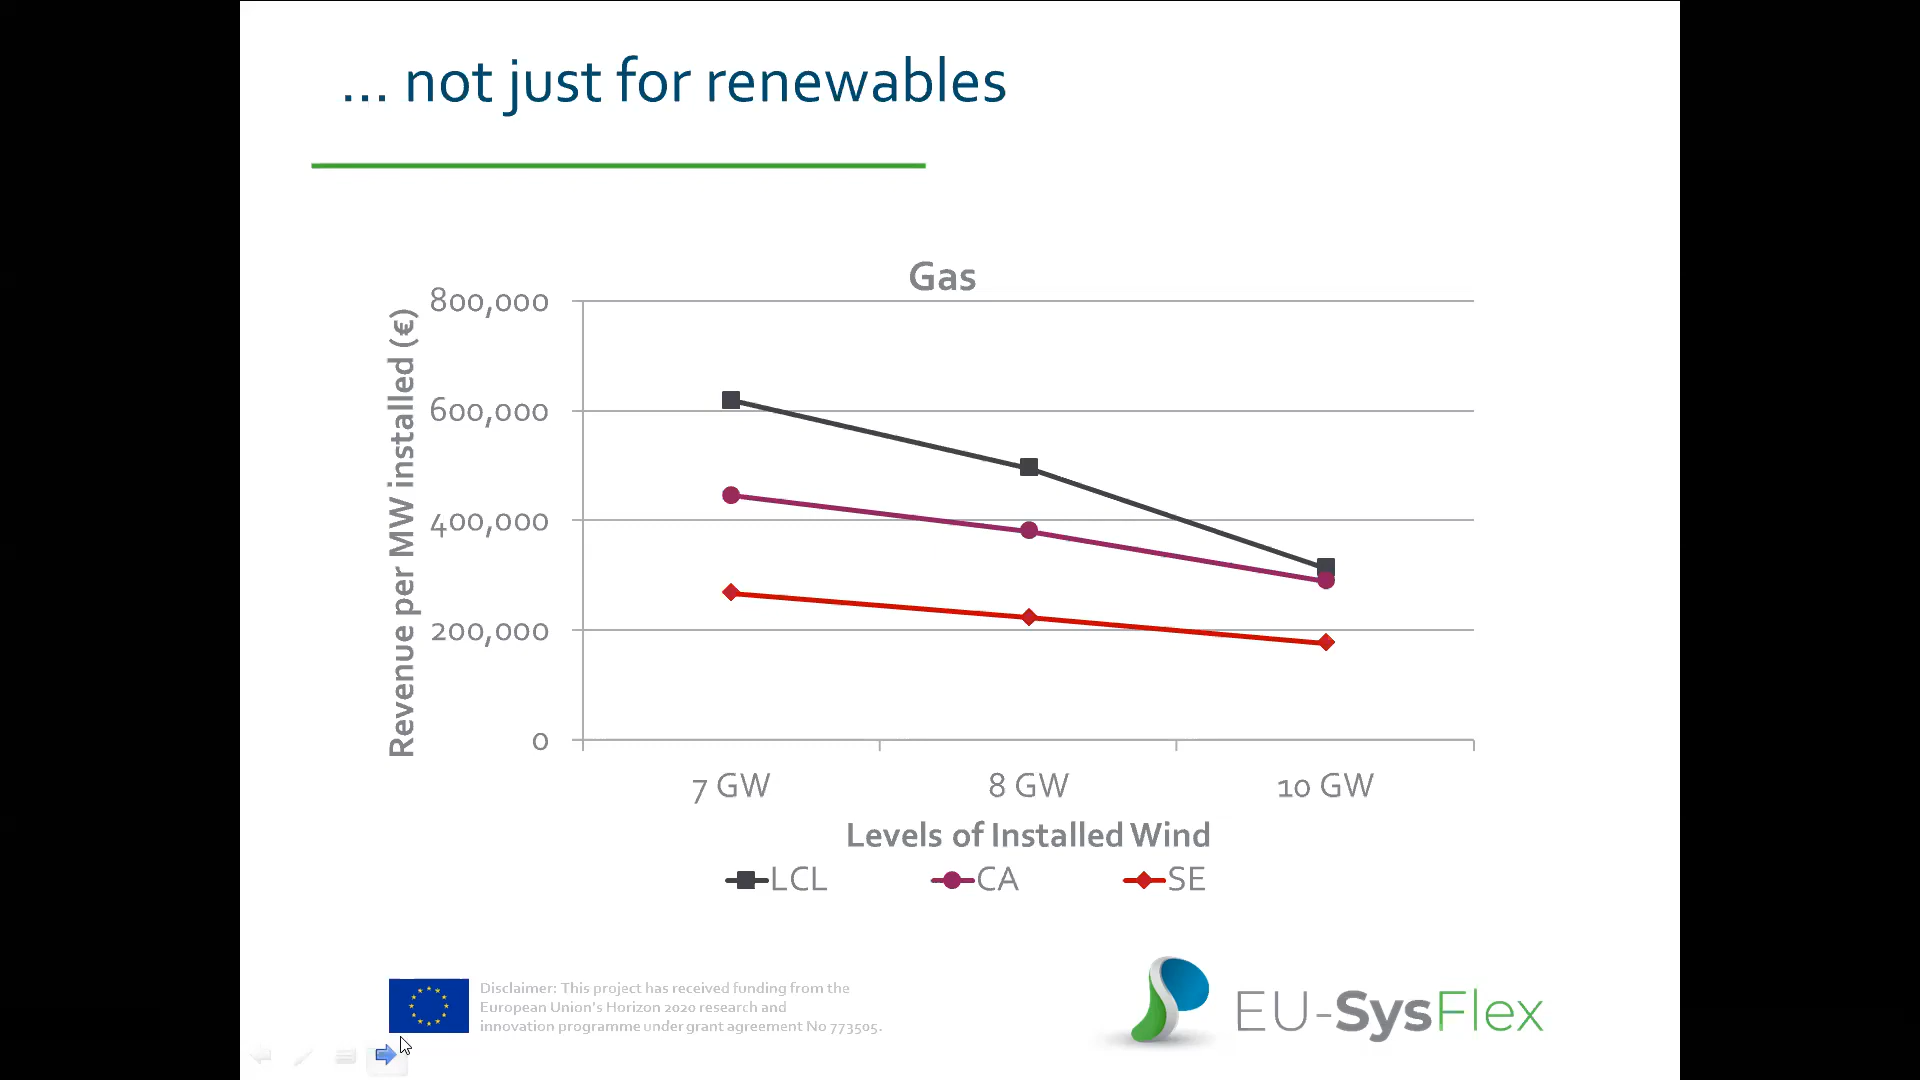 ... not just for renewables
Gas
Revenue per MW installed (€)
800,000
600,000
400,000
200,000
0
7 GW 8 GW 10 GW
Levels of Installed Wind
LCL CA SE
Disclaimer: This project has received funding from the
European Union's Horizon 2020 research and
innovation programme under grant agreement No 773505.
EU-SysFlex